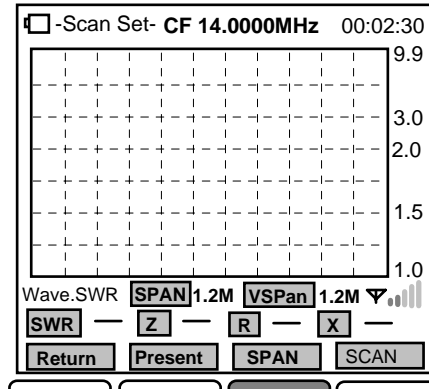 -Scan Set- CF 14.0000MHz 00:02:30
9.9
3.0
2.0
1.5
1.0
Wave.SWR SPAN 1.2M VSPan 1.2M
SWR — Z — R — X —
Return Present SPAN SCAN